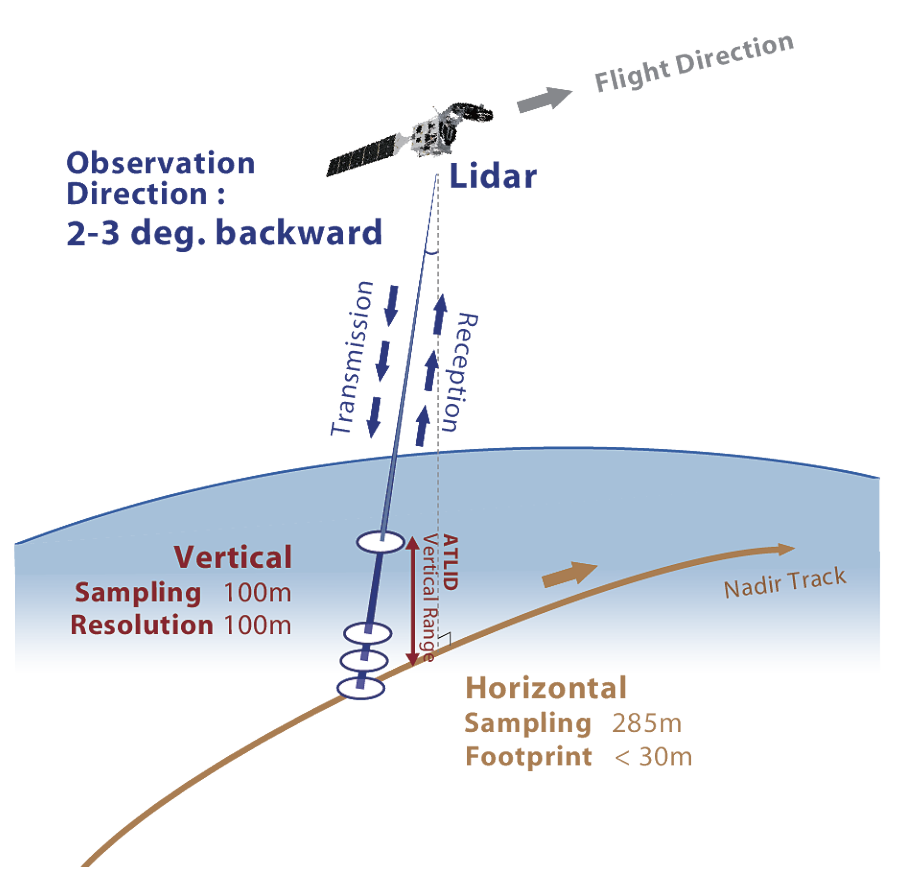 Flight Direction
Observation
Direction :
2-3 deg. backward
Lidar
Transmission
Reception
ATLID
Vertical Range
Vertical
Sampling 100m
Resolution 100m
Nadir Track
Horizontal
Sampling 285m
Footprint < 30m